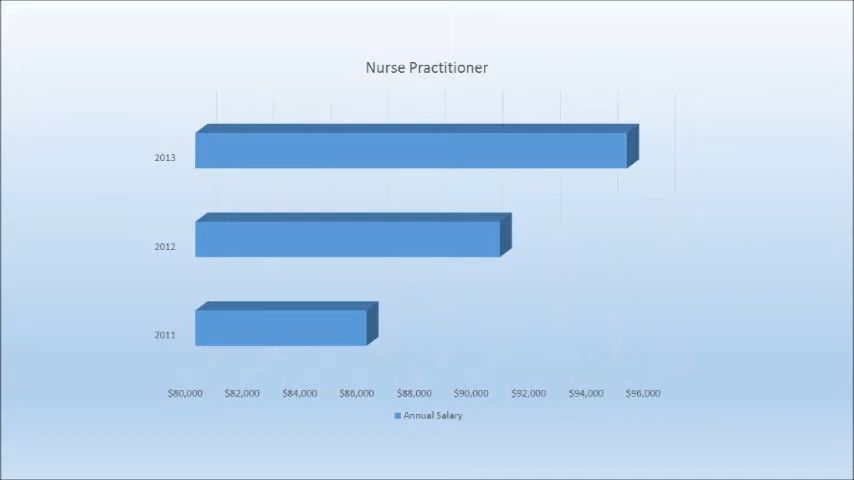 Nurse Practitioner
2013
2012
2011
$80,000 $82,000 $84,000 $86,000 $88,000 $90,000 $92,000 $94,000 $96,000
Annual Salary